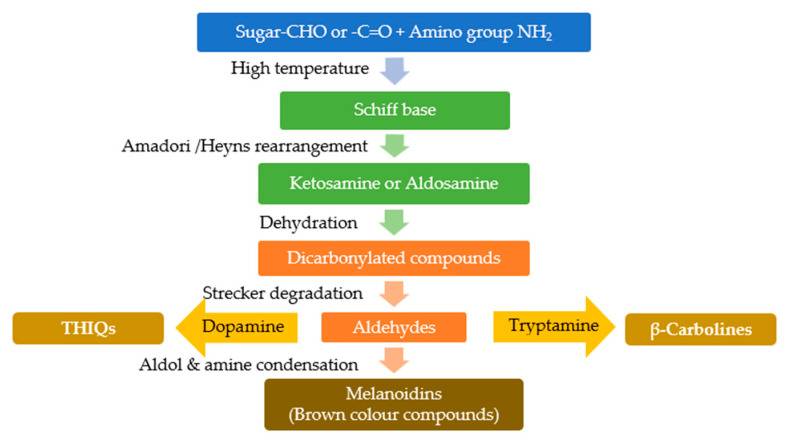 Sugar-CHO or -C=O + Amino group NH₂
High temperature
Schiff base
Amadori /Heyns rearrangement
Ketosamine or Aldosamine
Dehydration
Dicarbonylated compounds
Strecker degradation
THIQs
Dopamine
Aldehydes
Tryptamine
β-Carbolines
Aldol & amine condensation
Melanoidins
(Brown colour compounds)